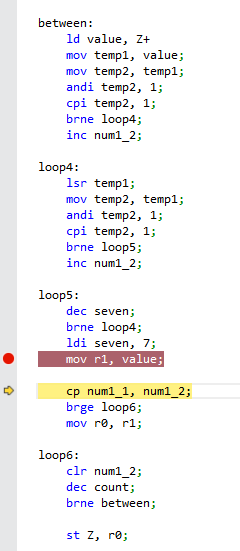 between:
ld value, Z+
mov temp1, value;
mov temp2, temp1;
andi temp2, 1;
cpi temp2, 1;
brne loop4;
inc num1_2;
loop4:
lsr temp1;
mov temp2, temp1;
andi temp2, 1;
cpi temp2, 1;
brne loop5;
inc num1_2;
loop5:
dec seven;
brne loop4;
ldi seven, 7;
mov r1, value;
cp num1_1, num1_2;
brge loop6;
mov r0, r1;
loop6:
clr num1_2;
dec count;
brne between;
st Z, r0;